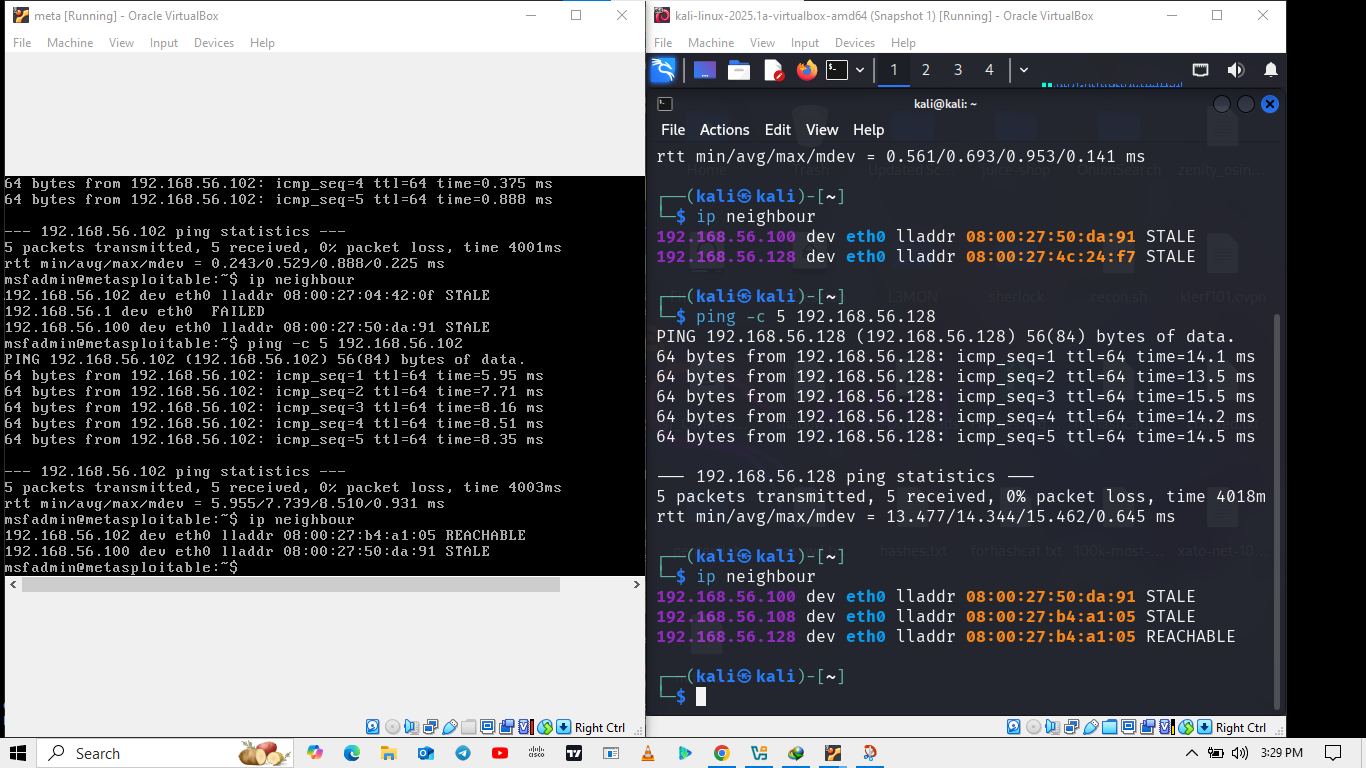 meta [Running] - Oracle VirtualBox
File Machine View Input Devices Help
64 bytes from 192.168.56.102: icmp_seq=4 ttl=64 time=0.375 ms
64 bytes from 192.168.56.102: icmp_seq=5 ttl=64 time=0.888 ms
--- 192.168.56.102 ping statistics ---
5 packets transmitted, 5 received, 0% packet loss, time 4001ms
rtt min/avg/max/mdev = 0.243/0.529/0.888/0.225 ms
msfadmin@metasploitable:~$ ip neighbour
192.168.56.102 dev eth0 lladdr 08:00:27:04:42:0f STALE
192.168.56.1 dev eth0  FAILED
192.168.56.100 dev eth0 lladdr 08:00:27:50:da:91 STALE
msfadmin@metasploitable:~$ ping -c 5 192.168.56.102
PING 192.168.56.102 (192.168.56.102) 56(84) bytes of data.
64 bytes from 192.168.56.102: icmp_seq=1 ttl=64 time=5.95 ms
64 bytes from 192.168.56.102: icmp_seq=2 ttl=64 time=7.71 ms
64 bytes from 192.168.56.102: icmp_seq=3 ttl=64 time=8.16 ms
64 bytes from 192.168.56.102: icmp_seq=4 ttl=64 time=8.51 ms
64 bytes from 192.168.56.102: icmp_seq=5 ttl=64 time=8.35 ms
--- 192.168.56.102 ping statistics ---
5 packets transmitted, 5 received, 0% packet loss, time 4003ms
rtt min/avg/max/mdev = 5.955/7.739/8.510/0.931 ms
msfadmin@metasploitable:~$ ip neighbour
192.168.56.102 dev eth0 lladdr 08:00:27:b4:a1:05 REACHABLE
192.168.56.100 dev eth0 lladdr 08:00:27:50:da:91 STALE
msfadmin@metasploitable:~$
Right Ctrl
kali-linux-2025.1a-virtualbox-amd64 (Snapshot 1) [Running] - Oracle VirtualBox
File Machine View Input Devices Help
1 2 3 4
kali@kali: ~
File Actions Edit View Help
rtt min/avg/max/mdev = 0.561/0.693/0.953/0.141 ms
┌──(kali㉿kali)-[~]
└─$ ip neighbour
192.168.56.100 dev eth0 lladdr 08:00:27:50:da:91 STALE
192.168.56.128 dev eth0 lladdr 08:00:27:4c:24:f7 STALE
┌──(kali㉿kali)-[~]
└─$ ping -c 5 192.168.56.128
PING 192.168.56.128 (192.168.56.128) 56(84) bytes of data.
64 bytes from 192.168.56.128: icmp_seq=1 ttl=64 time=14.1 ms
64 bytes from 192.168.56.128: icmp_seq=2 ttl=64 time=13.5 ms
64 bytes from 192.168.56.128: icmp_seq=3 ttl=64 time=15.5 ms
64 bytes from 192.168.56.128: icmp_seq=4 ttl=64 time=14.2 ms
64 bytes from 192.168.56.128: icmp_seq=5 ttl=64 time=14.5 ms
--- 192.168.56.128 ping statistics ---
5 packets transmitted, 5 received, 0% packet loss, time 4018m
rtt min/avg/max/mdev = 13.477/14.344/15.462/0.645 ms
┌──(kali㉿kali)-[~]
└─$ ip neighbour
192.168.56.100 dev eth0 lladdr 08:00:27:50:da:91 STALE
192.168.56.108 dev eth0 lladdr 08:00:27:b4:a1:05 STALE
192.168.56.128 dev eth0 lladdr 08:00:27:b4:a1:05 REACHABLE
┌──(kali㉿kali)-[~]
└─$
Right Ctrl
Search
3:29 PM